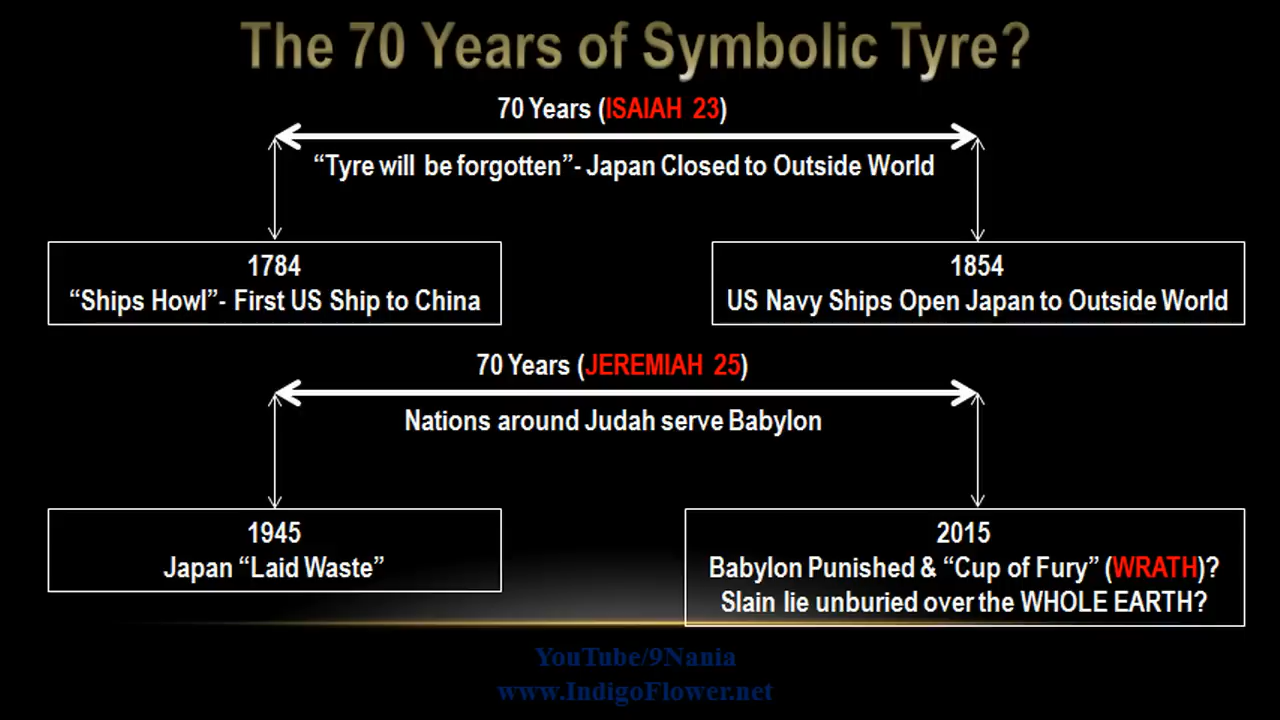 The 70 Years of Symbolic Tyre?
70 Years (ISAIAH 23)
“Tyre will be forgotten”- Japan Closed to Outside World
1784
“Ships Howl”- First US Ship to China
1854
US Navy Ships Open Japan to Outside World
70 Years (JEREMIAH 25)
Nations around Judah serve Babylon
1945
Japan “Laid Waste”
2015
Babylon Punished & “Cup of Fury” (WRATH)?
Slain lie unburied over the WHOLE EARTH?
YouTube/9Nania
www.IndigoFlower.net